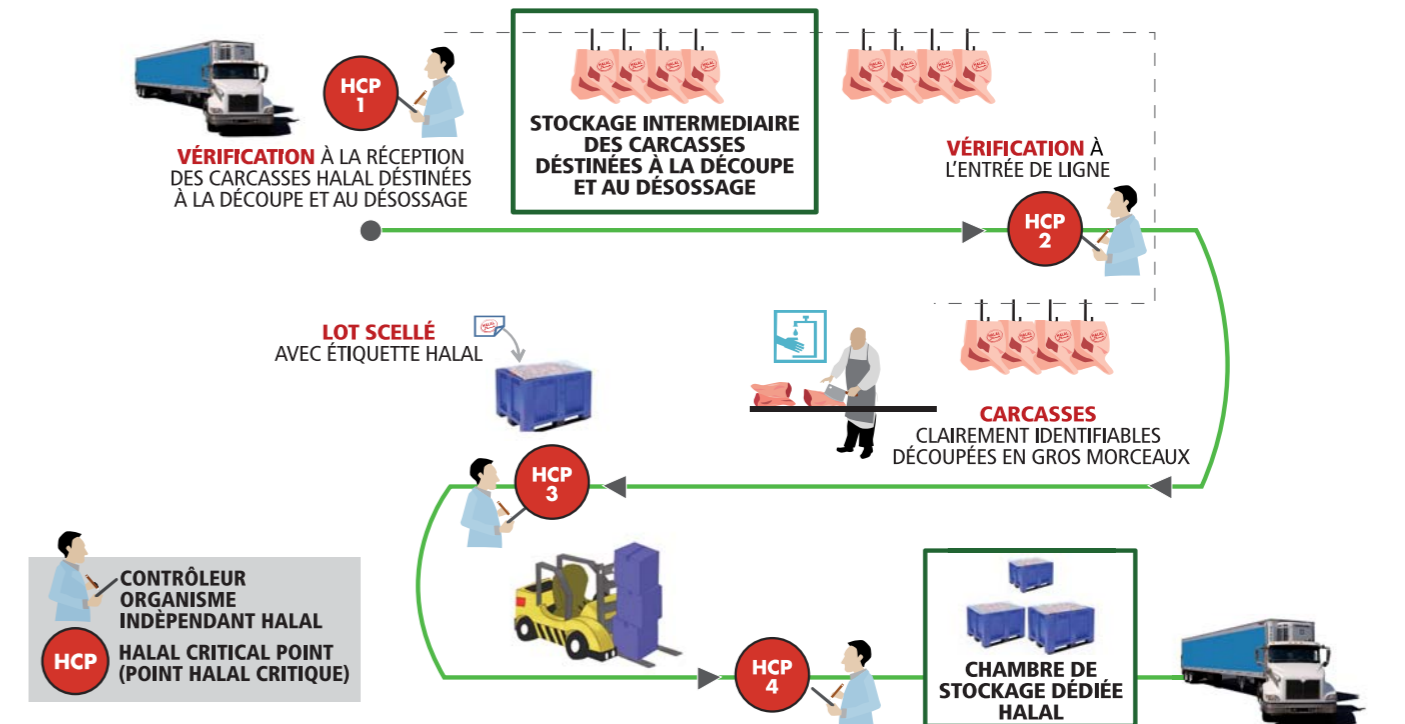 HCP
1
VÉRIFICATION À LA RÉCEPTION
DES CARCASSES HALAL DÉSTINÉES
À LA DÉCOUPE ET AU DÉSOSSAGE
STOCKAGE INTERMEDIAIRE
DES CARCASSES
DÉSTINÉES À LA DÉCOUPE
ET AU DÉSOSSAGE
VÉRIFICATION À
L'ENTRÉE DE LIGNE
HCP
2
LOT SCELLÉ
AVEC ÉTIQUETTE HALAL
CARCASSES
CLAIREMENT IDENTIFIABLES
DÉCOUPÉES EN GROS MORCEAUX
HCP
3
CONTRÔLEUR
ORGANISME
INDÈPENDANT HALAL
HCP
HALAL CRITICAL POINT
(POINT HALAL CRITIQUE)
HCP
4
CHAMBRE DE
STOCKAGE DÉDIÉE
HALAL